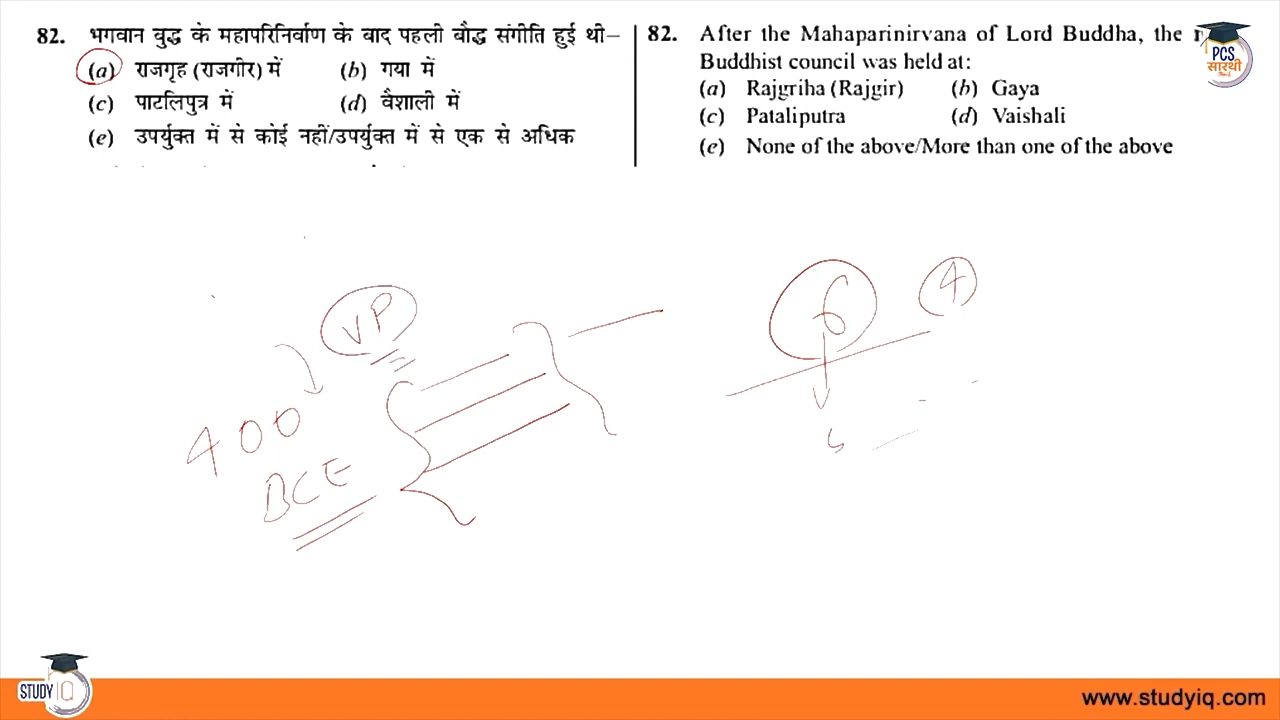 82. भगवान बुद्ध के महापरिनिर्वाण के बाद पहली बौद्ध संगीति हुई थी–
(a) राजगृह (राजगीर) में (b) गया में
(c) पाटलिपुत्र में (d) वैशाली में
(e) उपर्युक्त में से कोई नहीं/उपर्युक्त में से एक से अधिक
82. After the Mahaparinirvana of Lord Buddha, the
Buddhist council was held at:
(a) Rajgriha (Rajgir) (b) Gaya
(c) Pataliputra (d) Vaishali
(e) None of the above/More than one of the above
PCS
सारथी
VP
400
BCE
6
4
5
STUDY IQ
www.studyiq.com